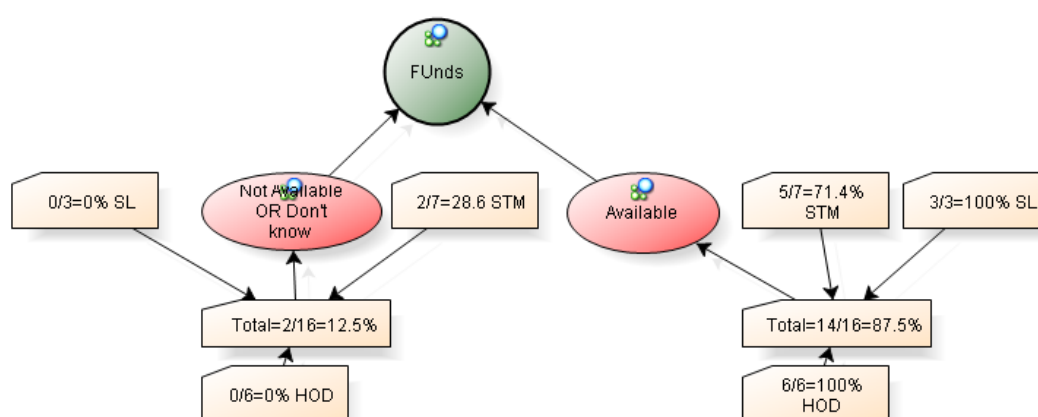 FUnds
0/3=0% SL
Not Available
OR Don't
know
2/7=28.6 STM
Available
5/7=71.4%
STM
3/3=100% SL
Total=2/16=12.5%
Total=14/16=87.5%
0/6=0% HOD
6/6=100%
HOD